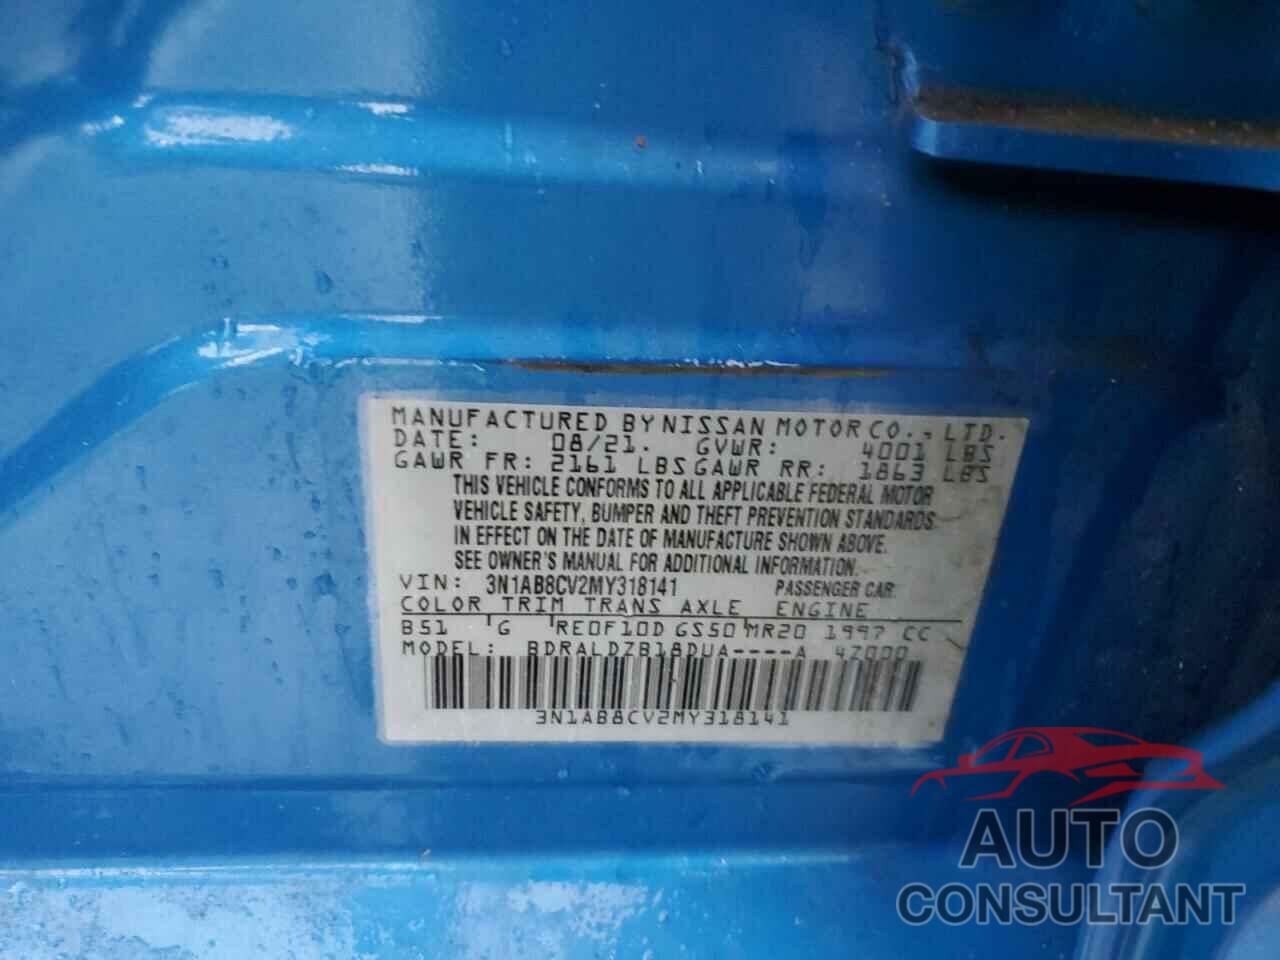 MANUFACTURED BY NISSAN MOTOR CO., LTD.
DATE: 08/21. GVWR: 4001 LBS
GAWR FR: 2161 LBS GAWR RR: 1863 LBS
THIS VEHICLE CONFORMS TO ALL APPLICABLE FEDERAL MOTOR
VEHICLE SAFETY, BUMPER AND THEFT PREVENTION STANDARDS
IN EFFECT ON THE DATE OF MANUFACTURE SHOWN ABOVE.
SEE OWNER'S MANUAL FOR ADDITIONAL INFORMATION.
VIN: 3N1AB8CV2MY318141 PASSENGER CAR
COLOR TRIM TRANS AXLE ENGINE
B51 G RE0F10D GS50 MR20 1997 CC
MODEL: BDRALDZB18DUA----A 4Z000
3N1AB8CV2MY318141
AUTO
CONSULTANT